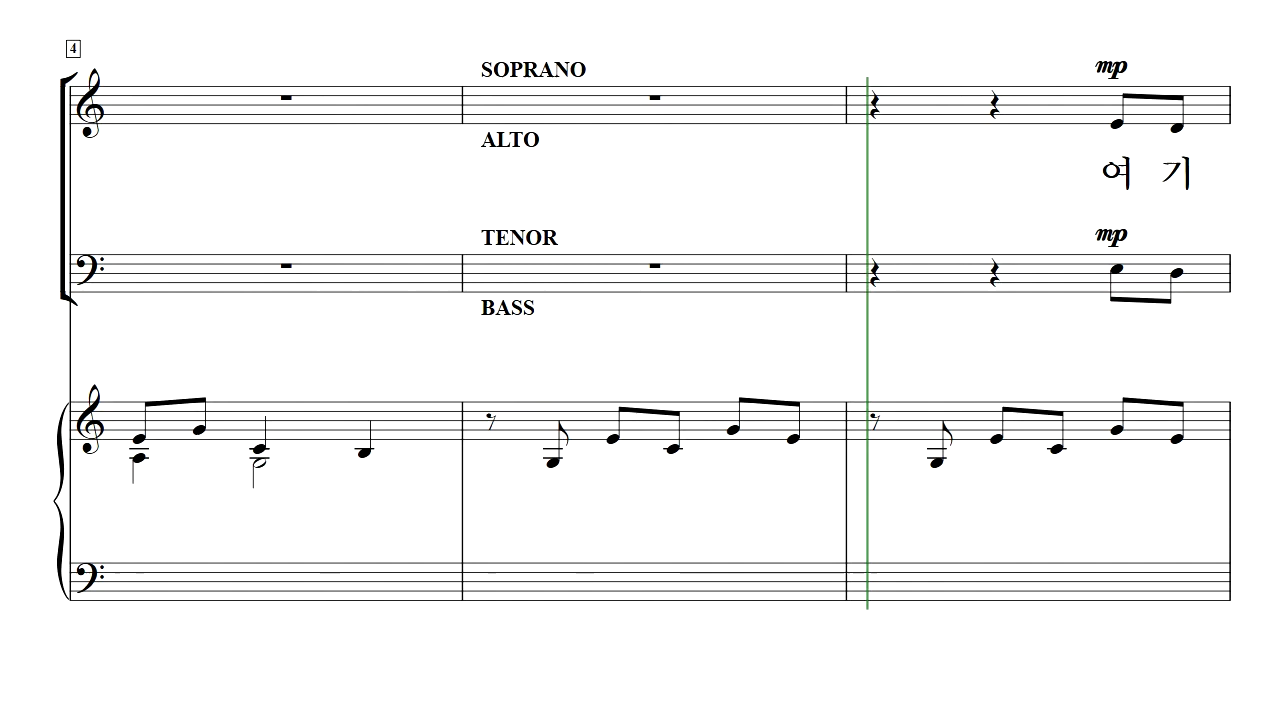 4
SOPRANO
mp
ALTO
여 기
TENOR
mp
BASS